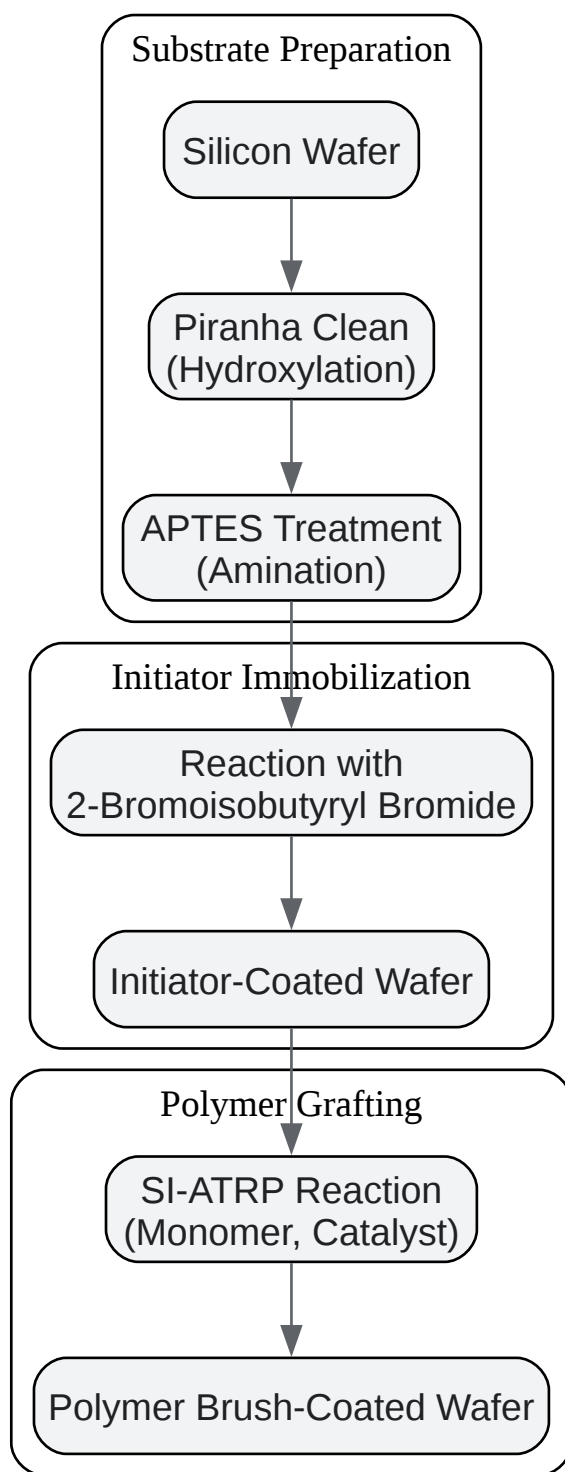 Substrate Preparation
Silicon Wafer
Piranha Clean
(Hydroxylation)
APTES Treatment
(Amination)
Initiator Immobilization
Reaction with
2-Bromoisobutyryl Bromide
Initiator-Coated Wafer
Polymer Grafting
SI-ATRP Reaction
(Monomer, Catalyst)
Polymer Brush-Coated Wafer